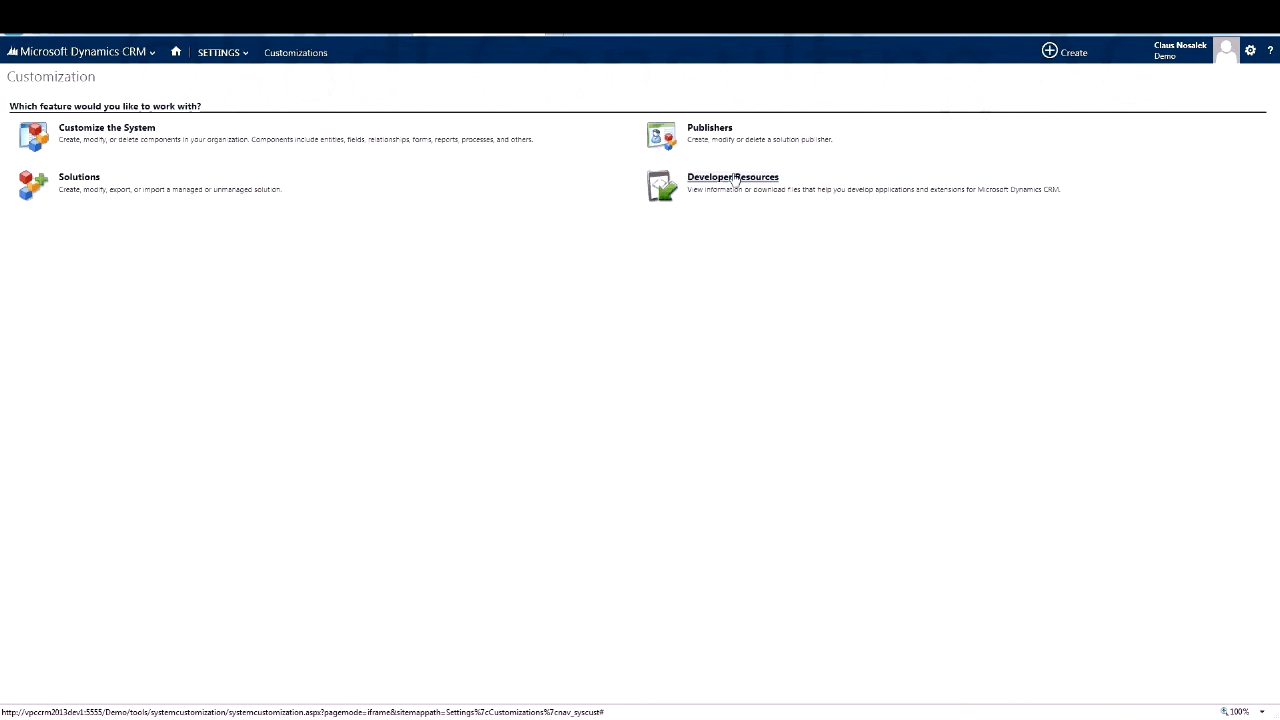 Microsoft Dynamics CRM SETTINGS Customizations Create Claus Nosalek
Demo ?
Customization
Which feature would you like to work with?
Customize the System
Create, modify, or delete components in your organization. Components include entities, fields, relationships, forms, reports, processes, and others.
Publishers
Create, modify or delete a solution publisher.
Solutions
Create, modify, export, or import a managed or unmanaged solution.
Developer Resources
View information or download files that help you develop applications and extensions for Microsoft Dynamics CRM.
http://vpccrm2013dev1:5555/Demo/tools/systemcustomization/systemcustomization.aspx?pagemode=iframe&sitemappath=Settings%7cCustomizations%7cnav_syscust#
100%